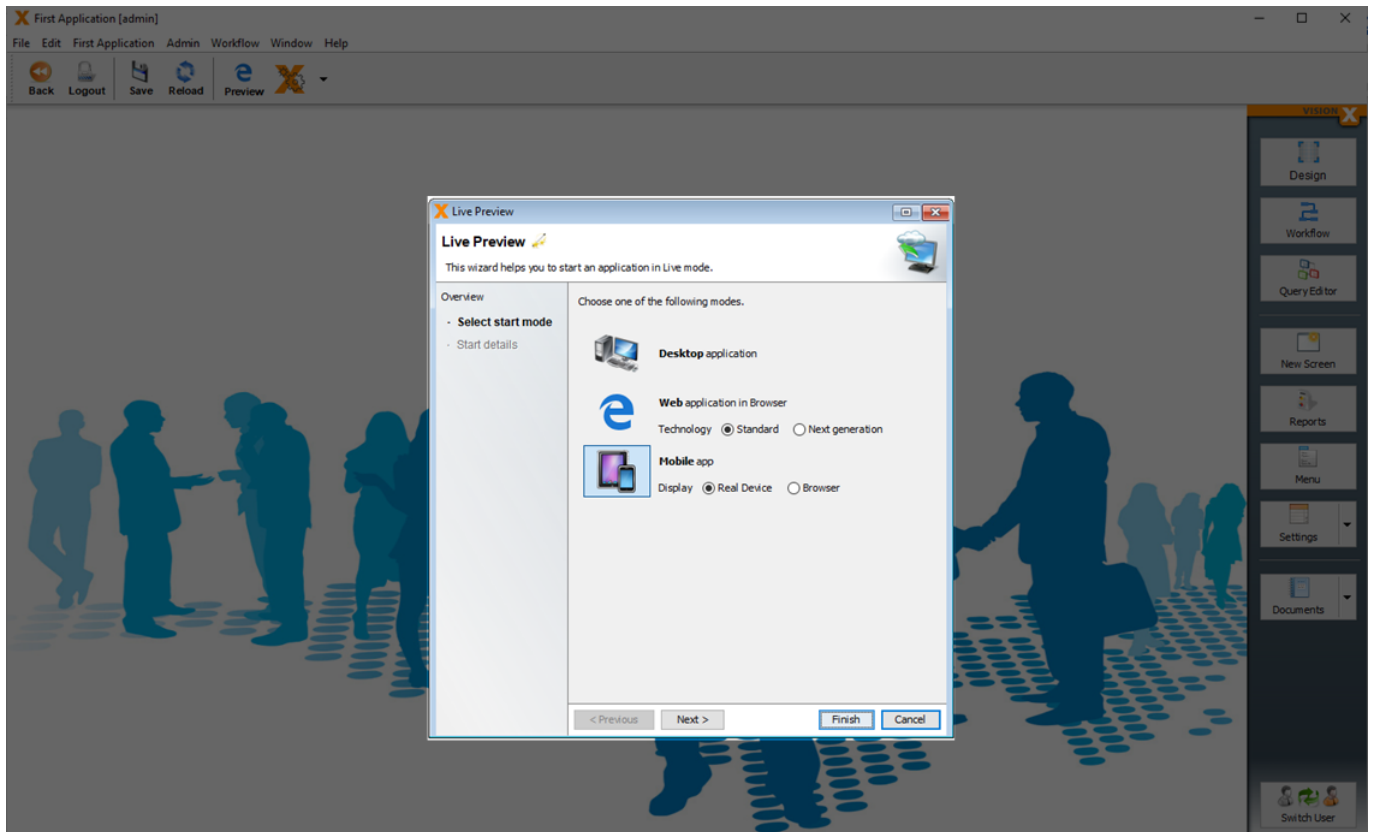 First Application [admin]
File Edit First Application Admin Workflow Window Help
Back Logout Save Reload Preview
VISION X
Design
Workflow
Query Editor
New Screen
Reports
Menu
Settings
Documents
Switch User
Live Preview
Live Preview
This wizard helps you to start an application in Live mode.
Overview
· Select start mode
· Start details
Choose one of the following modes.
Desktop application
Web application in Browser
Technology Standard Next generation
Mobile app
Display Real Device Browser
< Previous Next > Finish Cancel